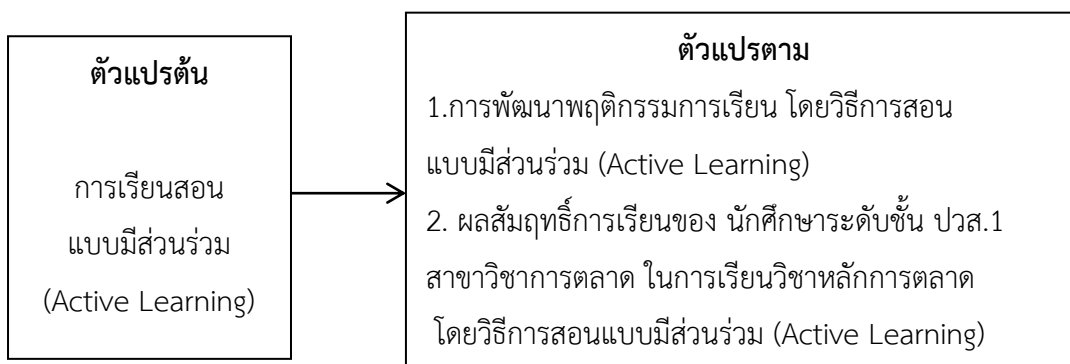 ตัวแปรต้น
การเรียนสอน
แบบมีส่วนร่วม
(Active Learning)
ตัวแปรตาม
1.การพัฒนาพฤติกรรมการเรียน โดยวิธีการสอน
แบบมีส่วนร่วม (Active Learning)
2. ผลสัมฤทธิ์การเรียนของ นักศึกษาระดับชั้น ปวส.1
สาขาวิชาการตลาด ในการเรียนวิชาหลักการตลาด
โดยวิธีการสอนแบบมีส่วนร่วม (Active Learning)